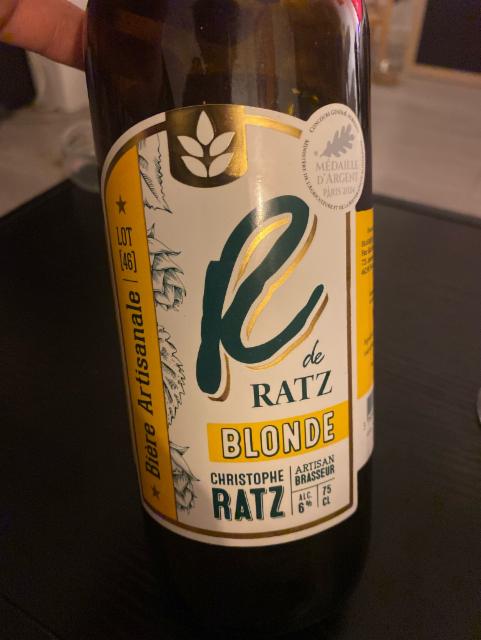 CONCOURS GÉNÉRAL
MÉDAILLE
D'ARGENT
PARIS 2024
LOT
[46]
Bière Artisanale
R
de
RATZ
BLONDE
CHRISTOPHE
RATZ
ARTISAN
BRASSEUR
ALC.
6%
75
CL